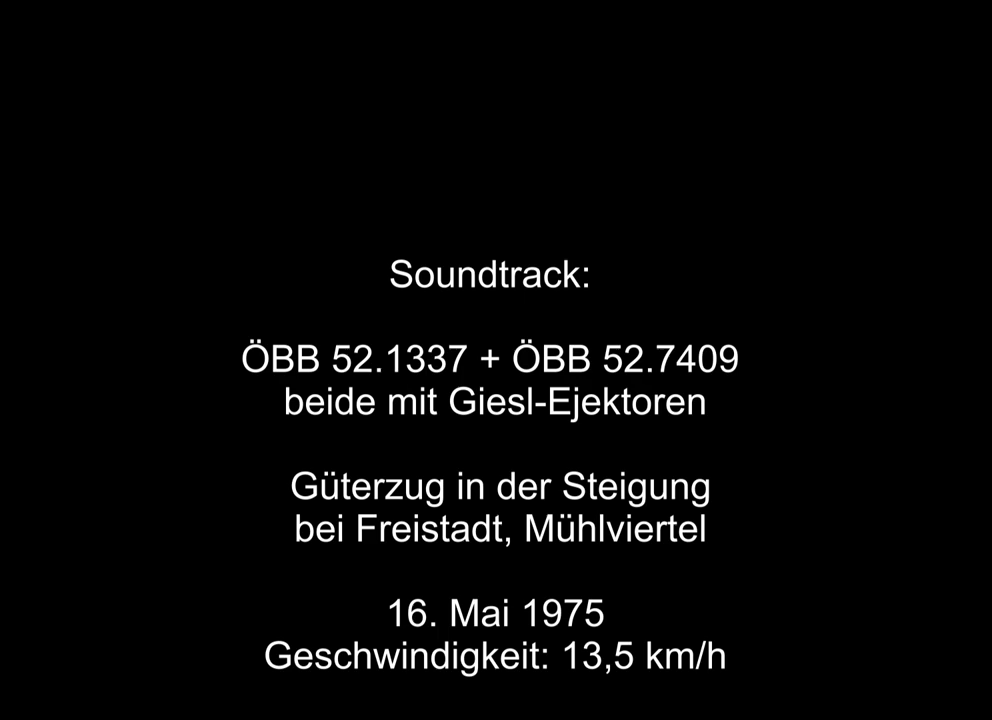 Soundtrack:
ÖBB 52.1337 + ÖBB 52.7409
beide mit Giesl-Ejektoren
Güterzug in der Steigung
bei Freistadt, Mühlviertel
16. Mai 1975
Geschwindigkeit: 13,5 km/h